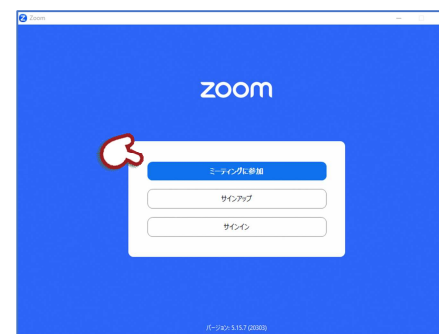 Zoom
zoom
ミーティングに参加
サインアップ
サインイン
バージョン: 5.15.7 (20303)